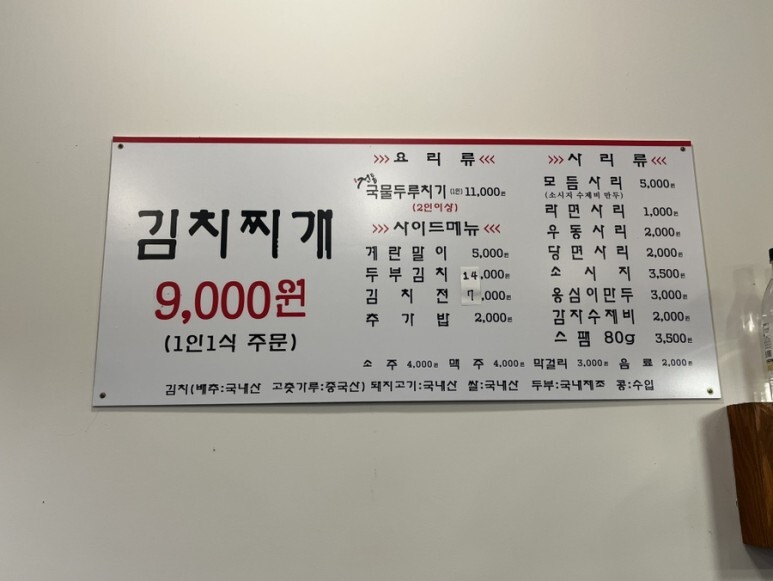 김치찌개
9,000원
(1인1식 주문)
>>> 요 리 류 <<<
국물두루치기 (1인) 11,000원
(2인이상)
>>> 사이드메뉴 <<<
계란말이 5,000원
두부김치 14,000원
김치전 7,000원
추가밥 2,000원
>>> 사 리 류 <<<
모듬사리 5,000원
(소시지 수제비 만두)
라면사리 1,000원
우동사리 2,000원
당면사리 2,000원
소시지 3,500원
옹심이만두 3,000원
감자수제비 2,000원
스팸 80g 3,500원
소주 4,000원 맥주 4,000원 막걸리 3,000원 음료 2,000원
김치(배추:국내산 고춧가루:중국산) 돼지고기:국내산 쌀:국내산 두부:국내제조 콩:수입